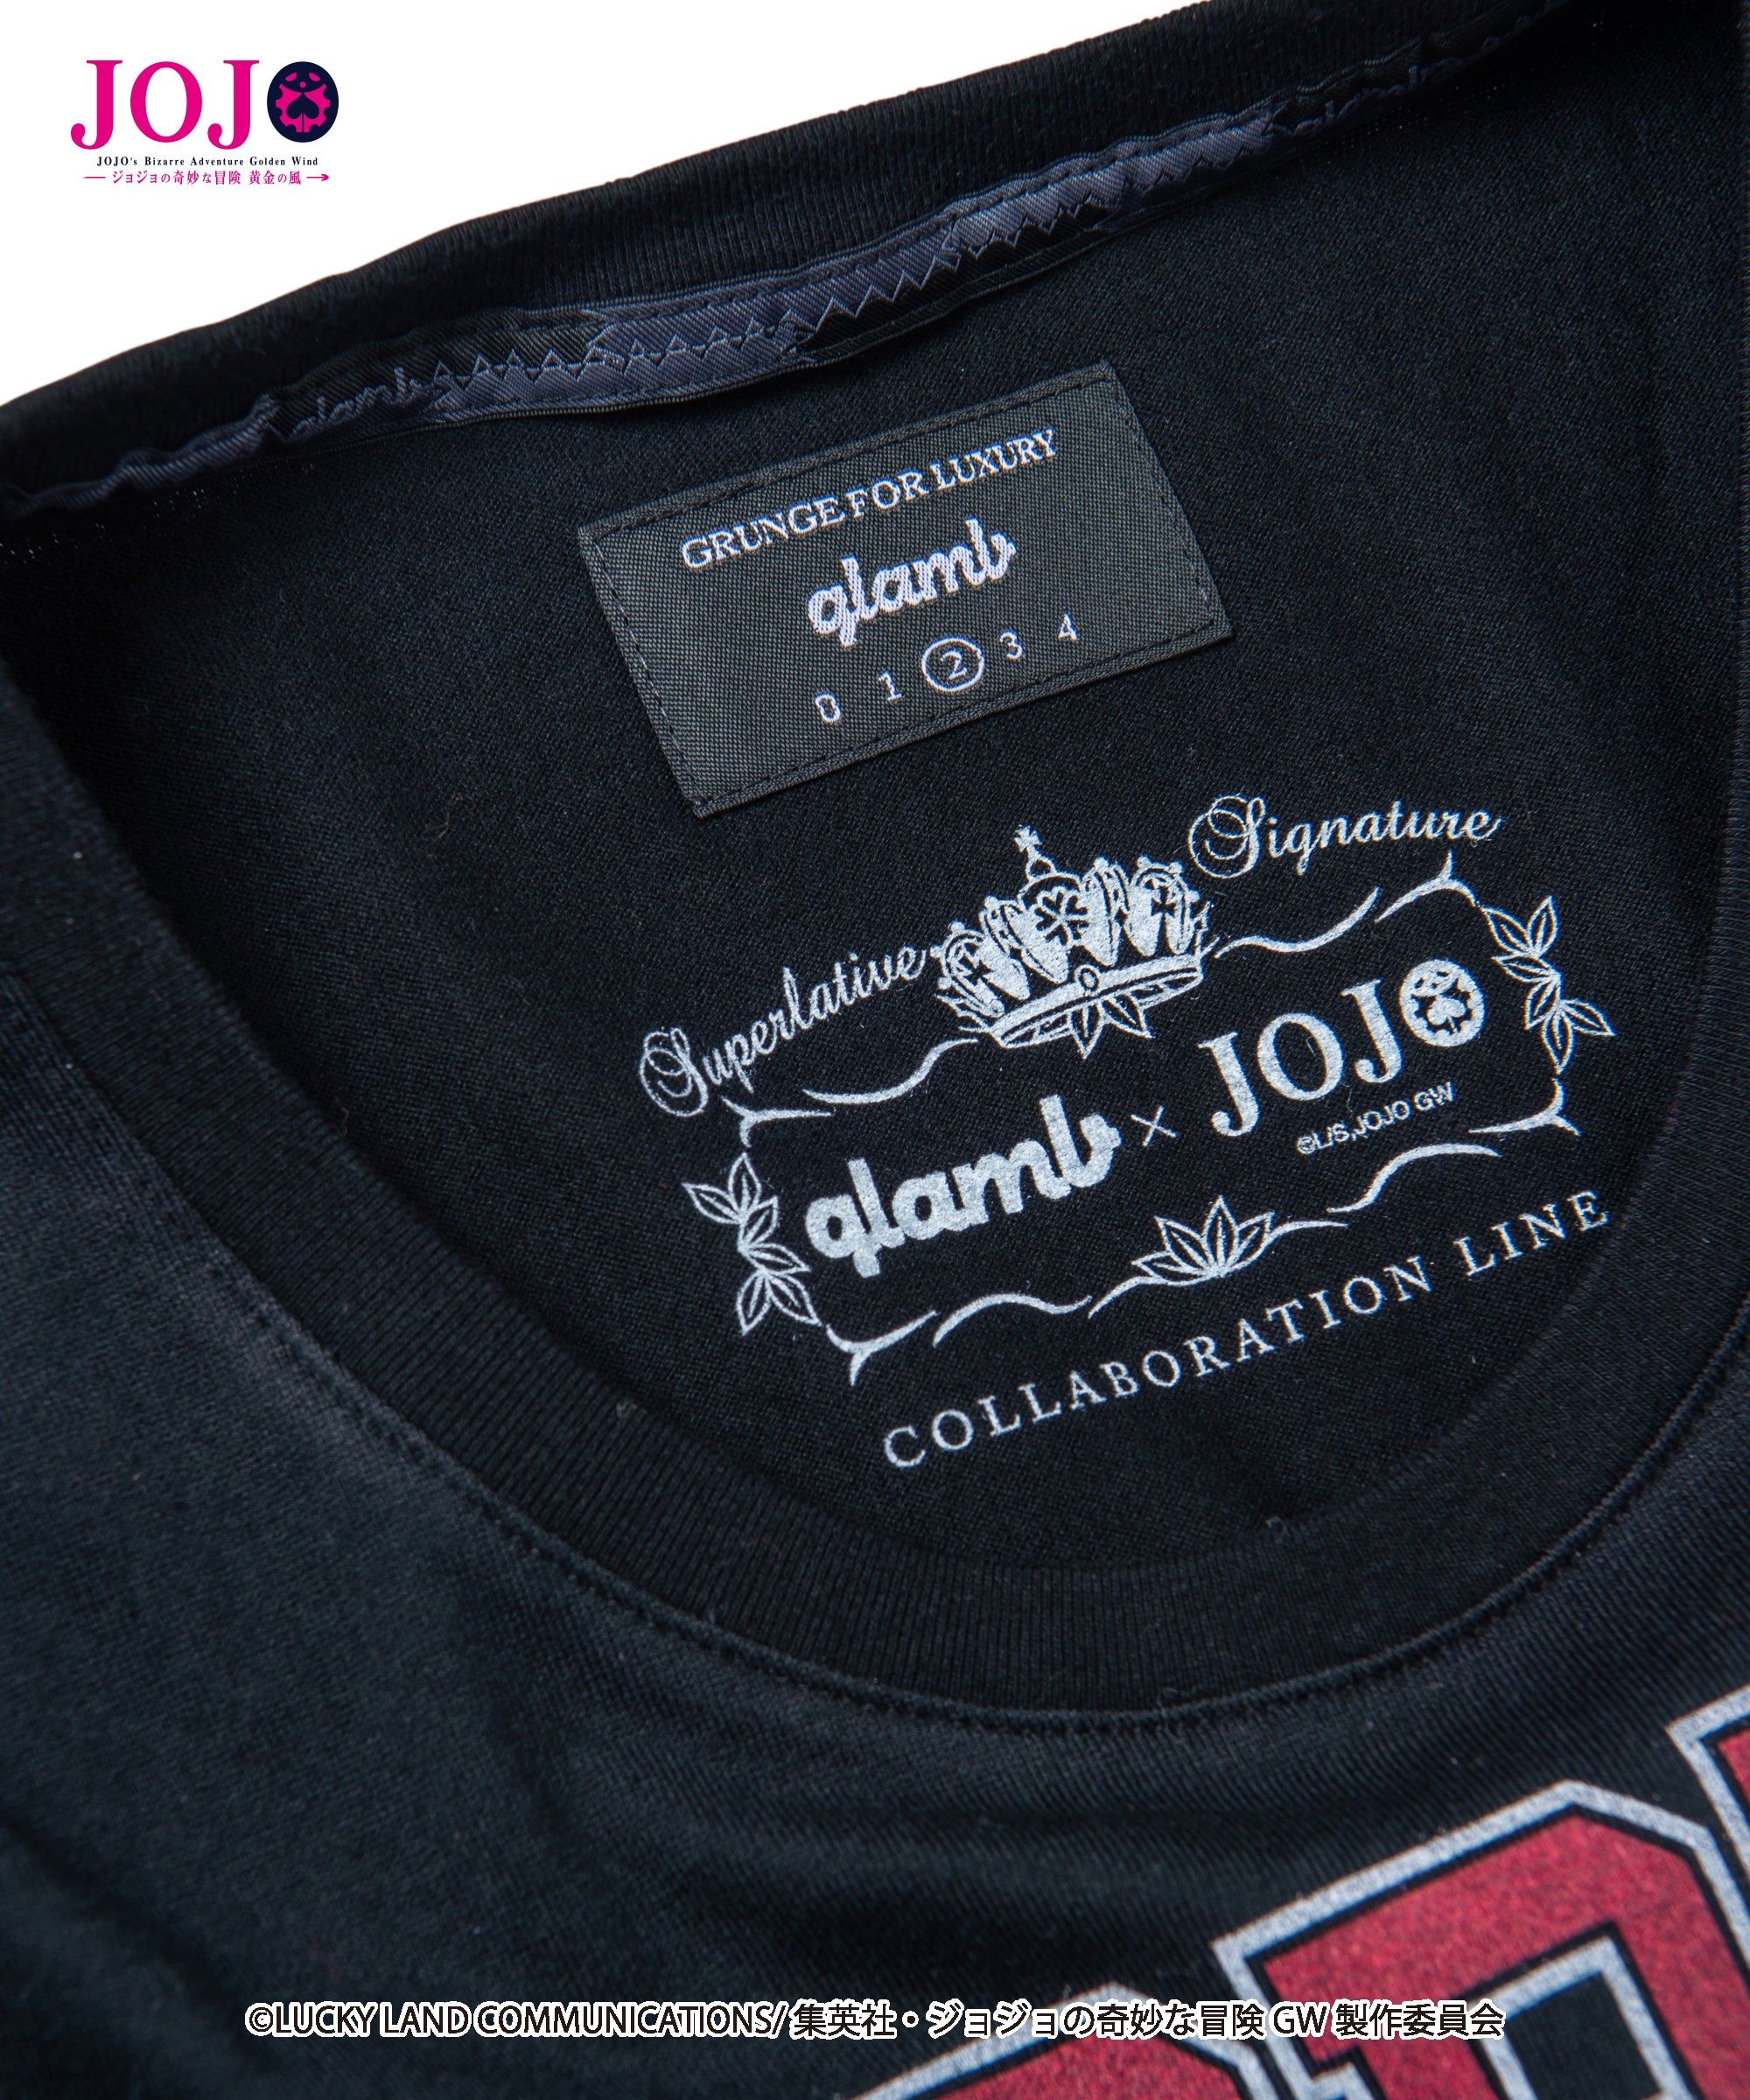 JOJO
JOJO's Bizarre Adventure Golden Wind
ジョジョの奇妙な冒険 黄金の風
glamb
GRUNGE FOR LUXURY
glamb
0 1 2 3 4
Superlative Signature
glamb × JOJO
©L/S,JOJO GW
COLLABORATION LINE
©LUCKY LAND COMMUNICATIONS/集英社・ジョジョの奇妙な冒険GW製作委員会